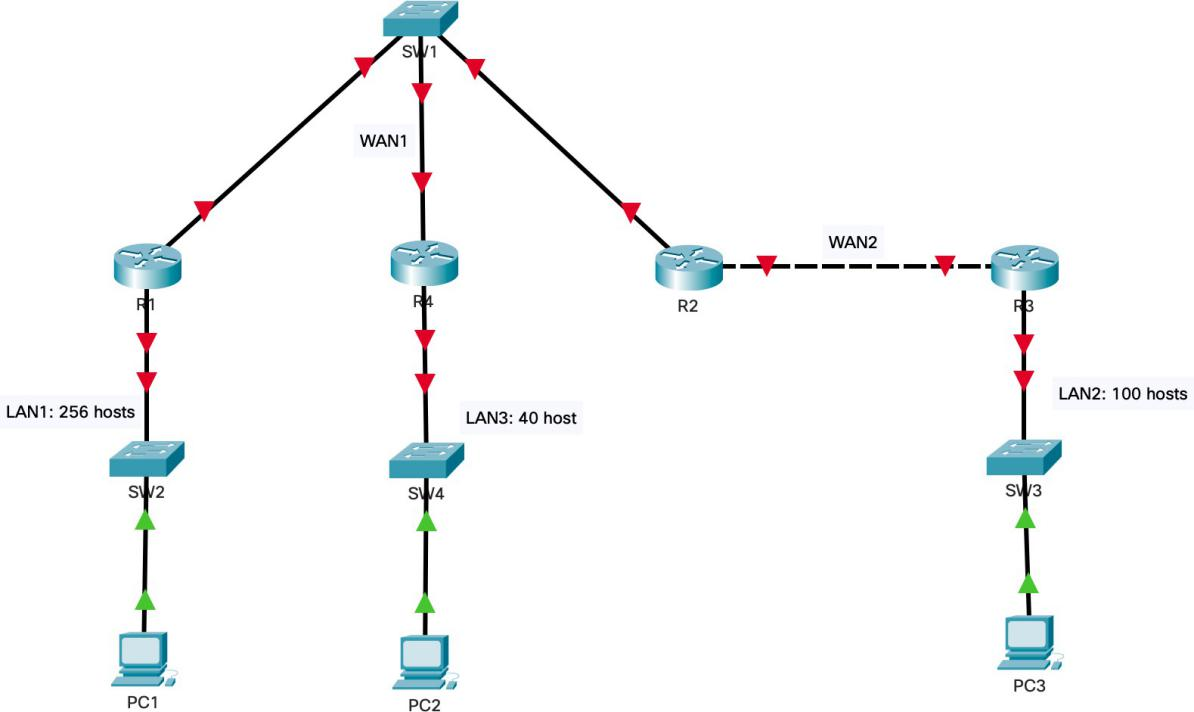 SW1
WAN1
WAN2
R1
R4
R2
R3
LAN1: 256 hosts
LAN3: 40 host
LAN2: 100 hosts
SW2
SW4
SW3
PC1
PC2
PC3